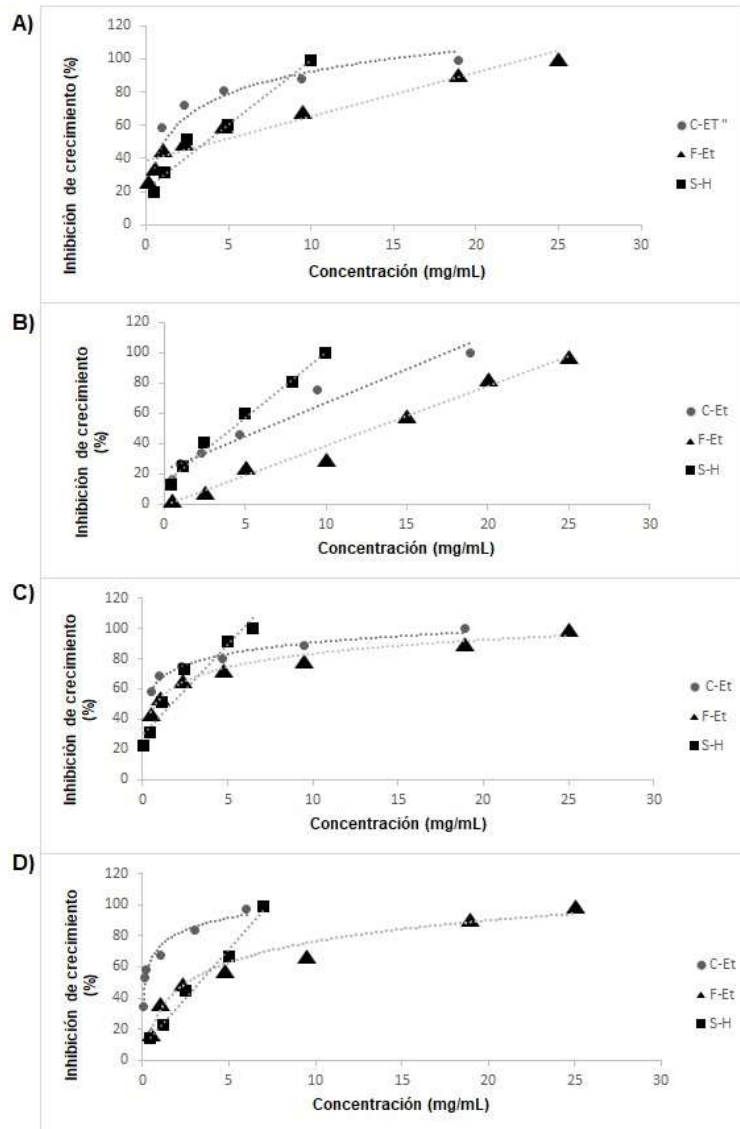 A)
Inhibición de crecimiento (%)
120
100
80
60
40
20
0
0 5 10 15 20 25 30
Concentración (mg/mL)
C-ET "
F-Et
S-H
B)
Inhibición de crecimiento
(%)
120
100
80
60
40
20
0
0 5 10 15 20 25 30
Concentración (mg/mL)
C-Et
F-Et
S-H
C)
Inhibición de crecimiento
(%)
120
100
80
60
40
20
0
0 5 10 15 20 25 30
Concentración (mg/mL)
C-Et
F-Et
S-H
D)
Inhibición de crecimiento
(%)
120
100
80
60
40
20
0
0 5 10 15 20 25 30
Concentración (mg/mL)
C-Et
F-Et
S-H